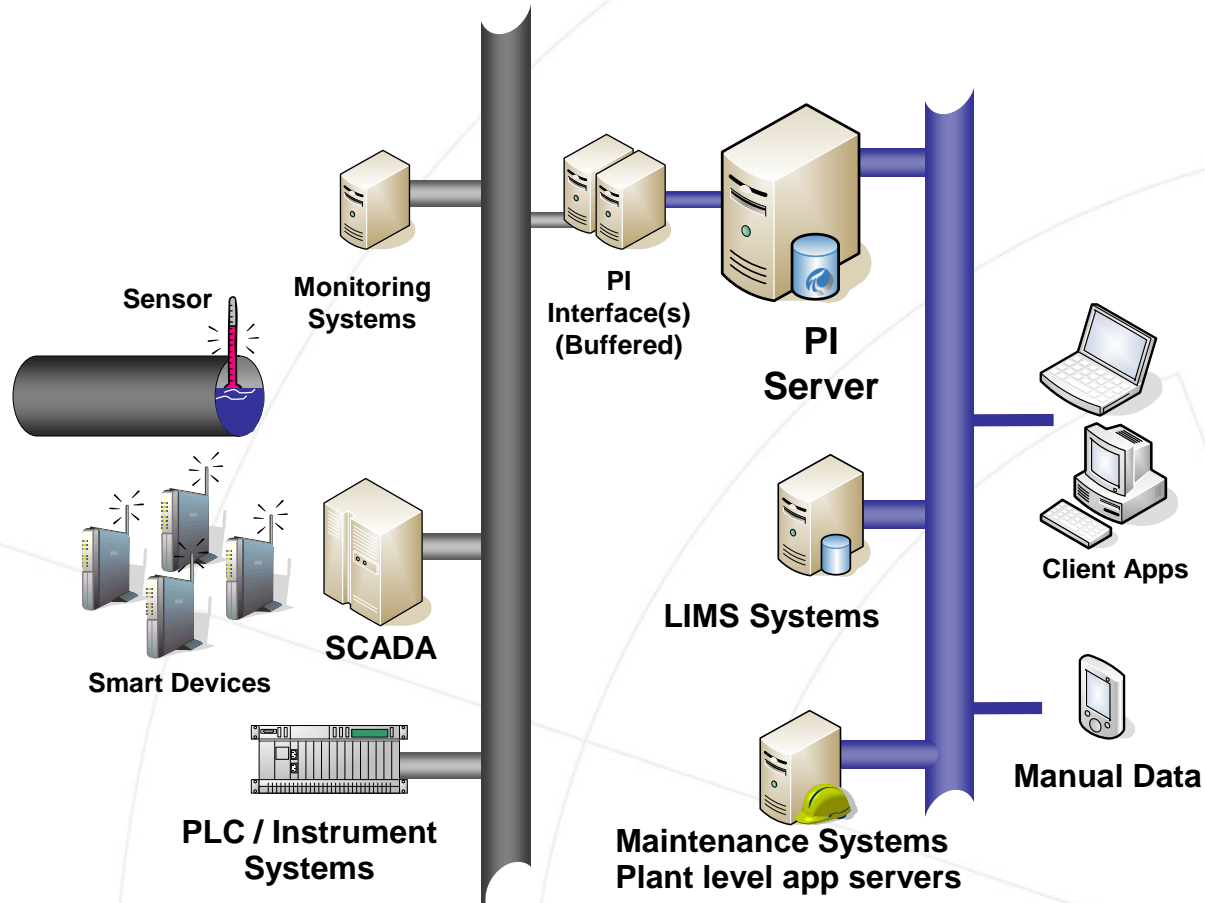 Sensor
Monitoring
Systems
PI
Interface(s)
(Buffered)
PI
Server
Client Apps
LIMS Systems
SCADA
Smart Devices
Manual Data
PLC / Instrument
Systems
Maintenance Systems
Plant level app servers